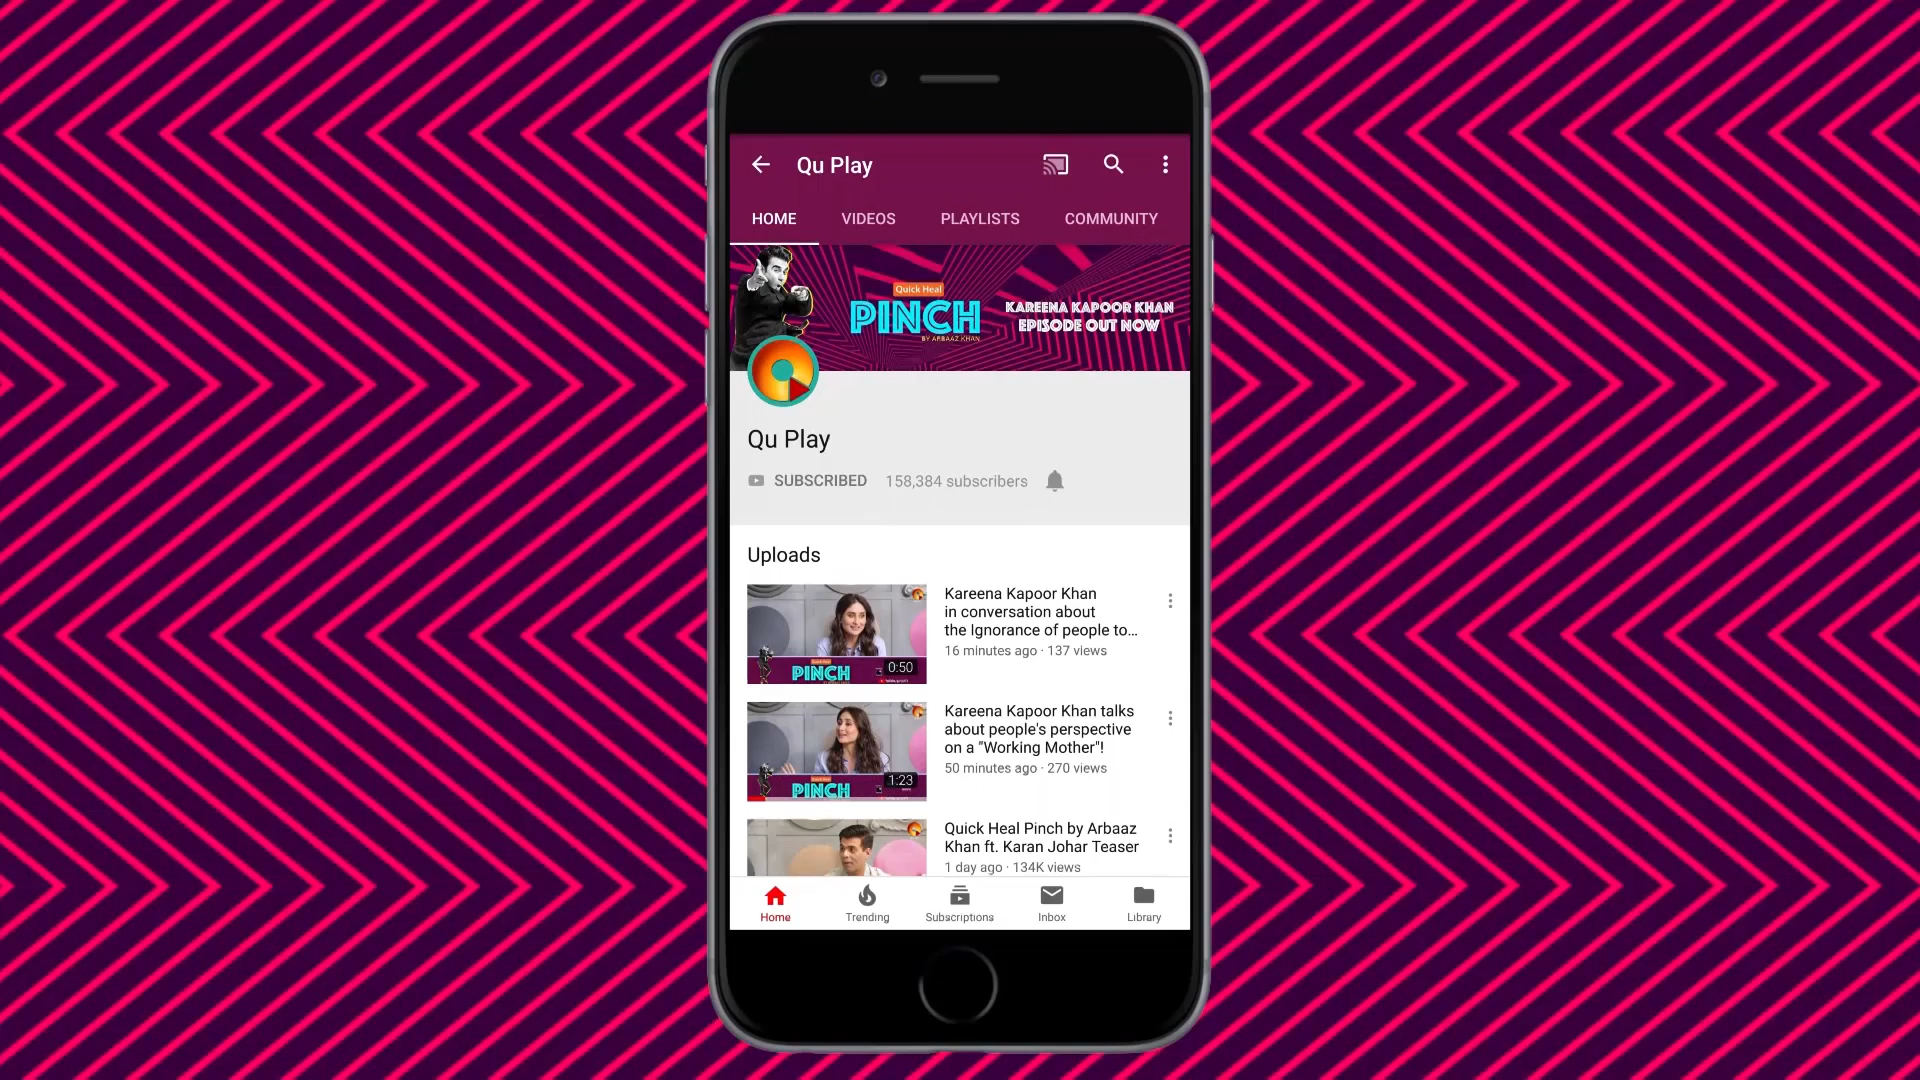 Qu Play
HOME VIDEOS PLAYLISTS COMMUNITY
Quick Heal
PINCH
BY ARBAAZ KHAN
KAREENA KAPOOR KHAN
EPISODE OUT NOW
Qu Play
SUBSCRIBED 158,384 subscribers
Uploads
Kareena Kapoor Khan
in conversation about
the Ignorance of people to...
16 minutes ago · 137 views
Quick Heal
PINCH
0:50
Kareena Kapoor Khan talks
about people's perspective
on a "Working Mother"!
50 minutes ago · 270 views
Quick Heal
PINCH
1:23
Quick Heal Pinch by Arbaaz
Khan ft. Karan Johar Teaser
1 day ago · 134K views
Home Trending Subscriptions Inbox Library